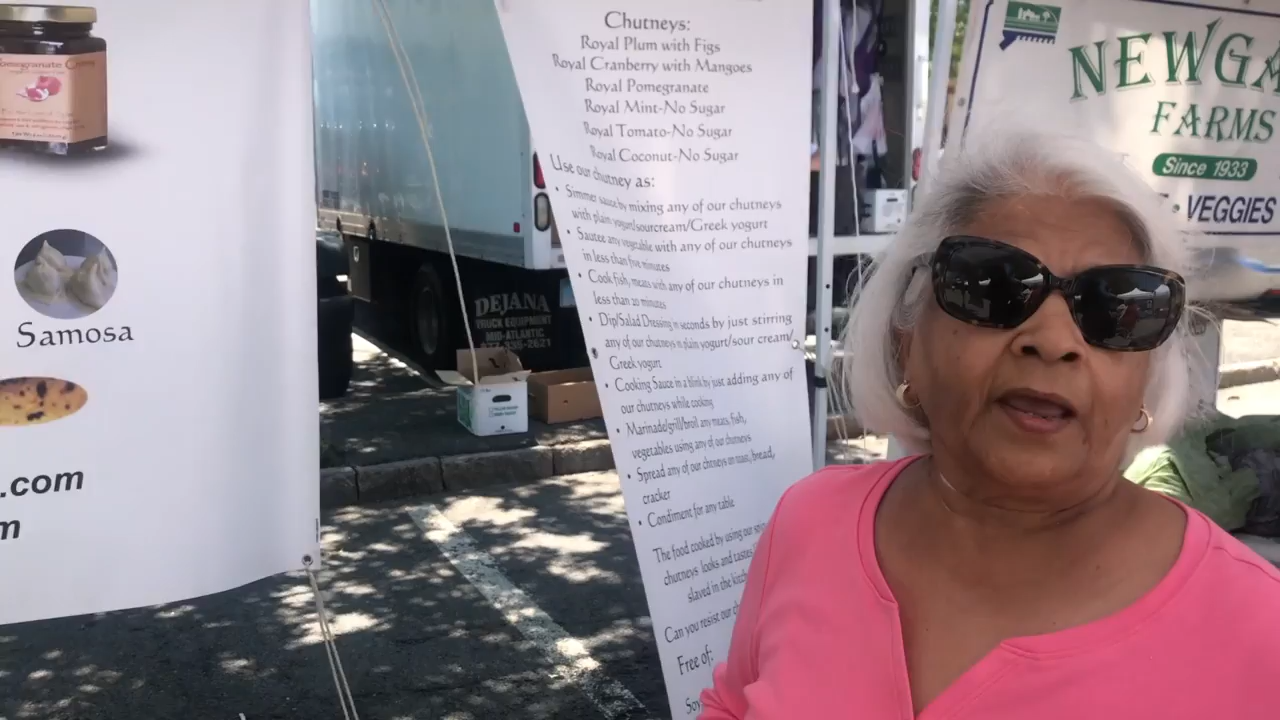 Pomegranate
Samosa
.com
m
DEJANA
TRUCK EQUIPMENT
MID-ATLANTIC
877-335-2621
Chutneys:
Royal Plum with Figs
Royal Cranberry with Mangoes
Royal Pomegranate
Royal Mint-No Sugar
Royal Tomato-No Sugar
Royal Coconut-No Sugar
Use our chutney as:
• Simmer sauce by mixing any of our chutneys
with plain yogurt/sourcream/Greek yogurt
• Sautee any vegetable with any of our chutneys
in less than five minutes
• Cook fish, meats with any of our chutneys in
less than 20 minutes
• Dip/Salad Dressing in seconds by just stirring
any of our chutneys n plain yogurt/sour cream/
Greek yogurt
• Cooking Sauce in a blink by just adding any of
our chutneys while cooking
• Marinade/grill/broil any meats, fish,
vegetables using any of our chutneys
• Spread any of our chutneys on toast, bread,
cracker
• Condiment for any table
The food cooked by using our
chutneys looks and tastes
slaved in the
Can you resist our
Free of:
NEWGA
FARMS
Since 1933
• VEGGIES